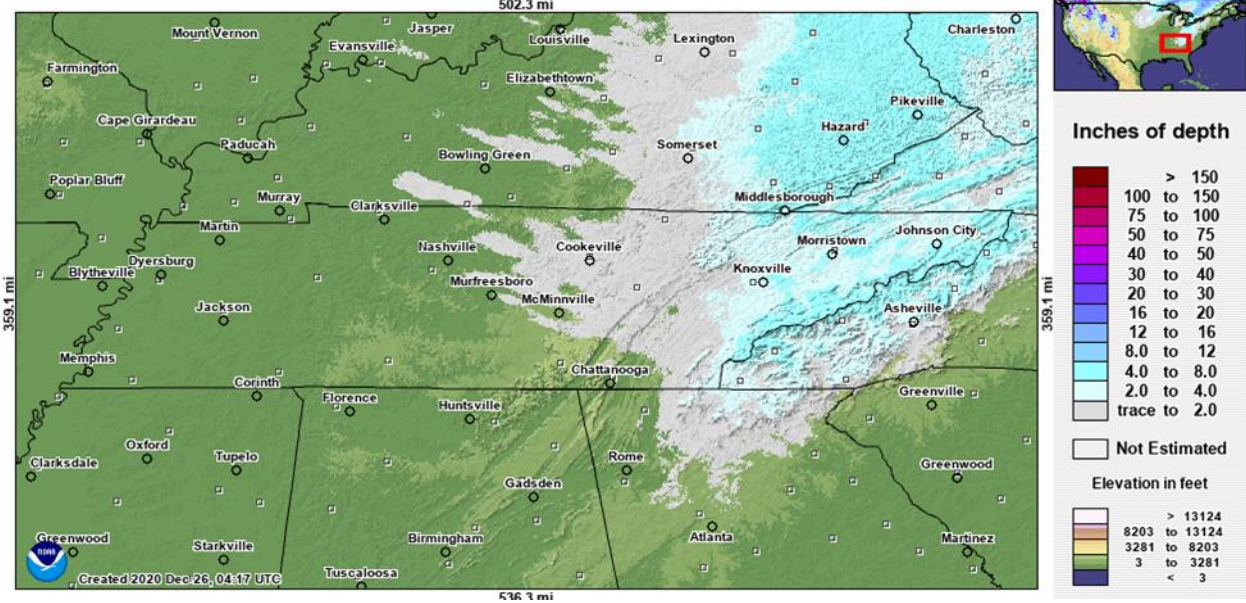 502.3 mi
Mount Vernon
Jasper
Louisville
Evansville
Lexington
Charleston
Farmington
Elizabethtown
Pikeville
Cape Girardeau
Hazard
Paducah
Bowling Green
Somerset
Poplar Bluff
Murray
Clarksville
Middlesborough
Martin
Nashville
Cookeville
Morristown
Johnson City
Dyersburg
Blytheville
Murfreesboro
Knoxville
McMinnville
Jackson
Asheville
359.1 mi
359.1 mi
Memphis
Chattanooga
Corinth
Florence
Huntsville
Greenville
Oxford
Tupelo
Rome
Clarksdale
Greenwood
Gadsden
Greenwood
Starkville
Birmingham
Atlanta
Martinez
NOAA
Created 2020 Dec 26, 04:17 UTC
Tuscaloosa
536.3 mi
Inches of depth
> 150
100 to 150
75 to 100
50 to 75
40 to 50
30 to 40
20 to 30
16 to 20
12 to 16
8.0 to 12
4.0 to 8.0
2.0 to 4.0
trace to 2.0
Not Estimated
Elevation in feet
> 13124
8203 to 13124
3281 to 8203
3 to 3281
< 3